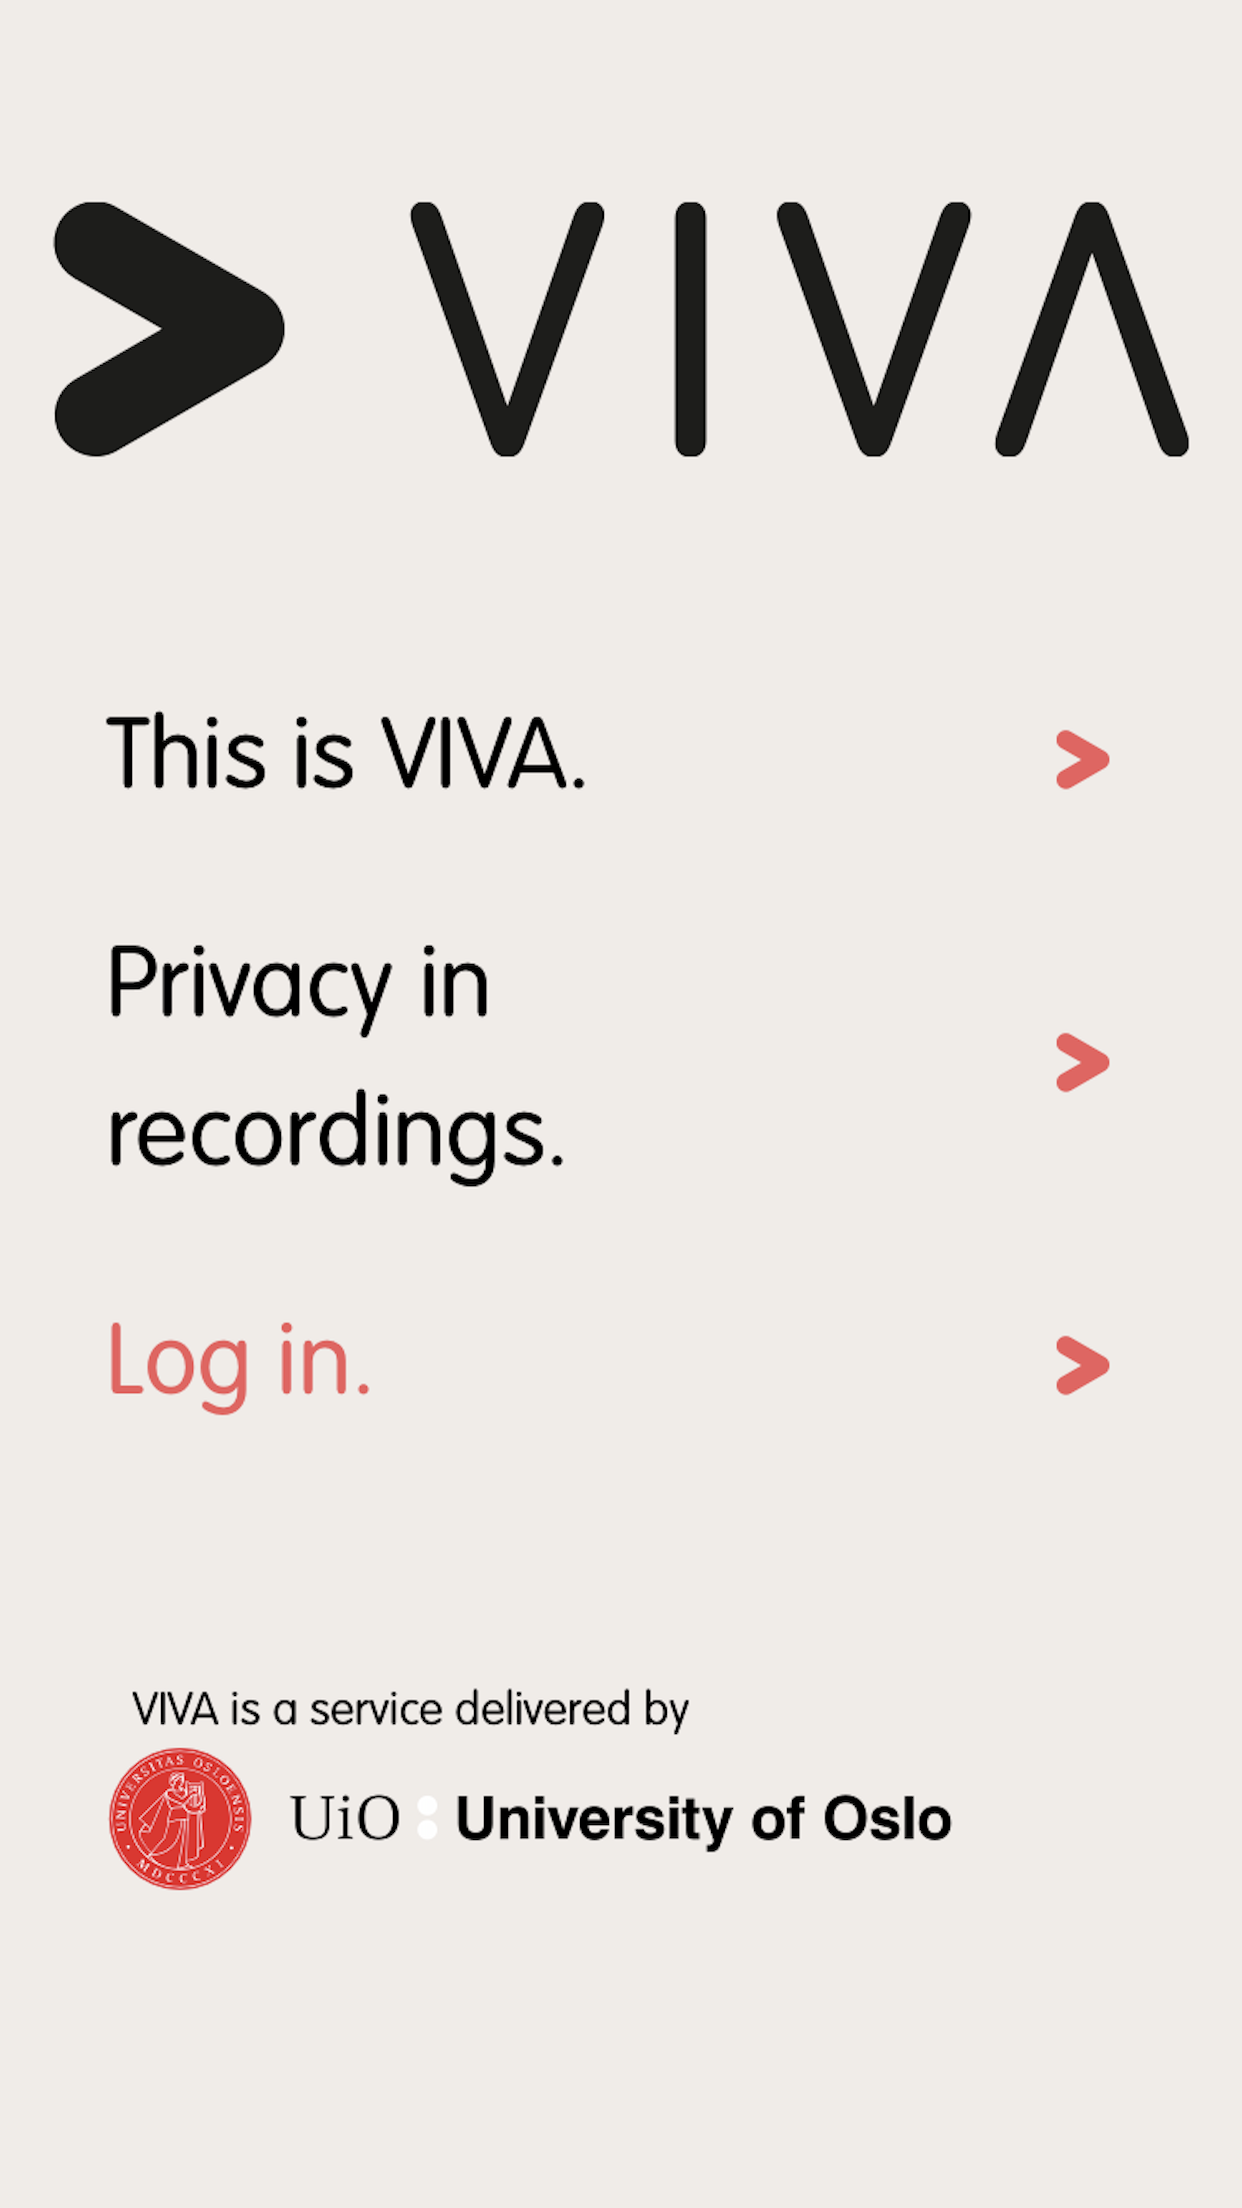 VIVA
This is VIVA.
Privacy in
recordings.
Log in.
VIVA is a service delivered by
UNIVERSITAS OSLOENSIS
MDCCCXI
UiO : University of Oslo